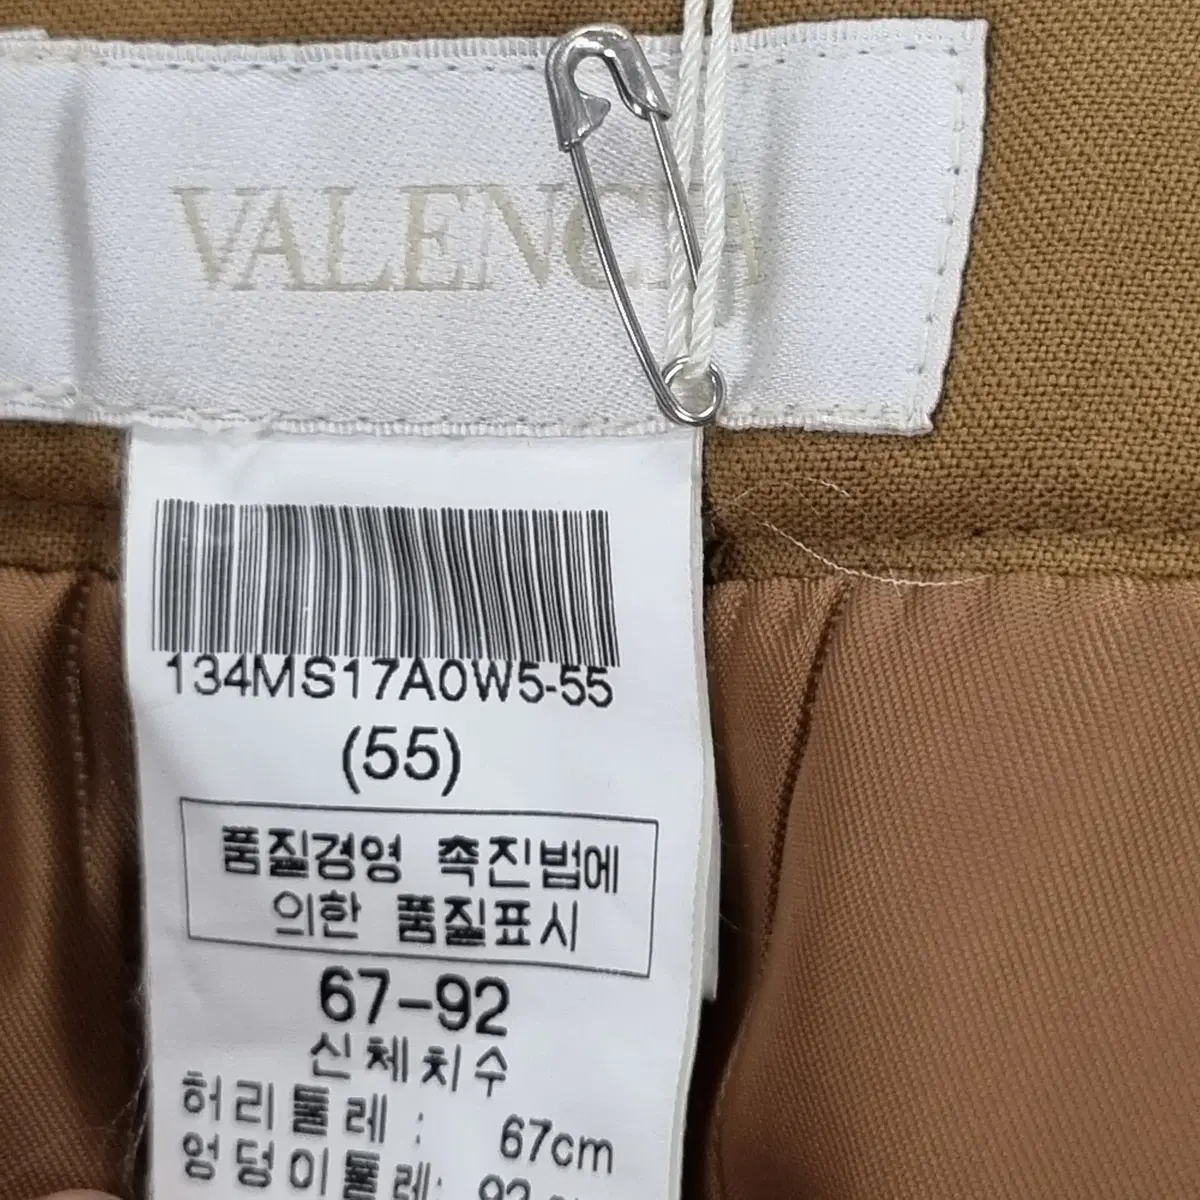 VALENCIA
134MS17A0W5-55
(55)
품질경영 촉진법에
의한 품질표시
67-92
신체치수
허리둘레 : 67cm
엉덩이둘레: 92